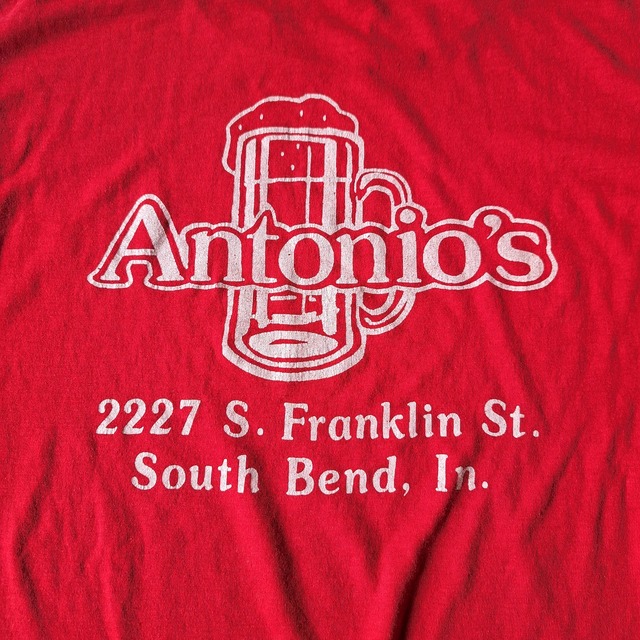 Antonio's
2227 S. Franklin St.
South Bend, In.